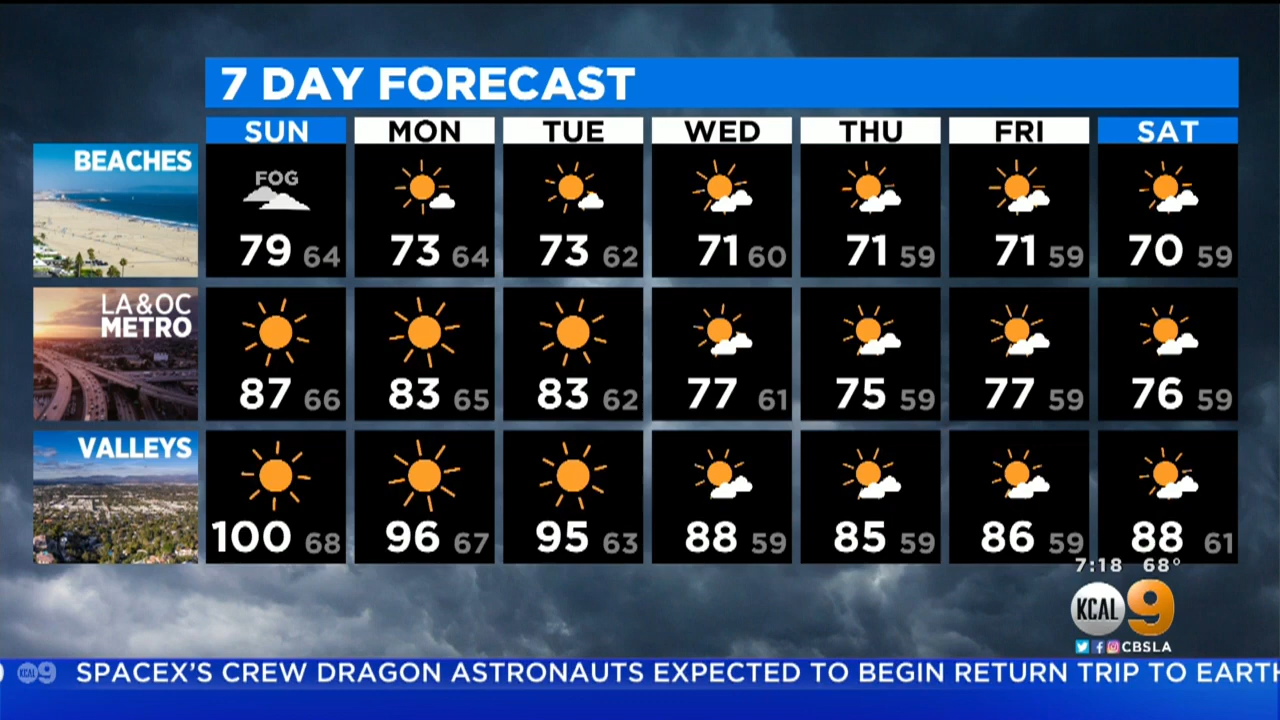 7 DAY FORECAST
SUN MON TUE WED THU FRI SAT
BEACHES
FOG
79 64 73 64 73 62 71 60 71 59 71 59 70 59
LA & OC
METRO
87 66 83 65 83 62 77 61 75 59 77 59 76 59
VALLEYS
100 68 96 67 95 63 88 59 85 59 86 59 88 61
7:18 68°
KCAL 9
CBSLA
KCAL 9 SPACEX'S CREW DRAGON ASTRONAUTS EXPECTED TO BEGIN RETURN TRIP TO EARTH